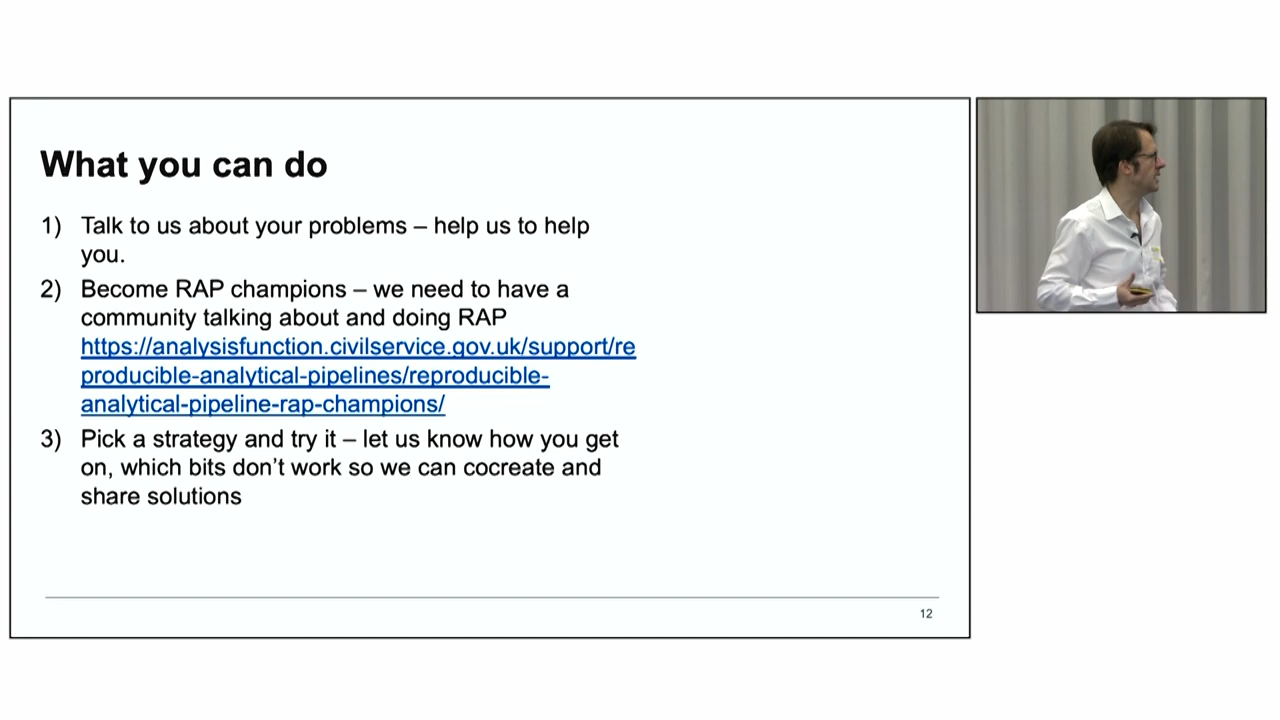 What you can do
1) Talk to us about your problems – help us to help
you.
2) Become RAP champions – we need to have a
community talking about and doing RAP
https://analysisfunction.civilservice.gov.uk/support/re
producible-analytical-pipelines/reproducible-
analytical-pipeline-rap-champions/
3) Pick a strategy and try it – let us know how you get
on, which bits don’t work so we can cocreate and
share solutions
12